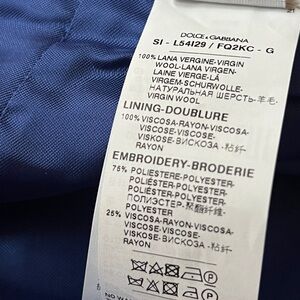 DOLCE & GABBANA
SI - L54I29 / FQ2KC - G
100% LANA VERGINE-VIRGIN
WOOL-LANA VIRGEN-
LAINE VIERGE-LÃ
VIRGEM-SCHURWOLLE-
НАТУРАЛЬНАЯ ШЕРСТЬ-羊毛-
VIRGIN WOOL
LINING-DOUBLURE
100% VISCOSA-RAYON-VISCOSA-
VISCOSE-VISCOSE-
VISKOSE-ВИСКОЗА-粘纤-
RAYON
EMBROIDERY-BRODERIE
75% POLIESTERE-POLYESTER-
POLIÉSTER-POLYESTER-
POLIÉSTER-POLYESTER-
ПОЛИЭСТЕР-聚酯纤维-
POLYESTER
25% VISCOSA-RAYON-VISCOSA-
VISCOSE-VISCOSE-
VISKOSE-ВИСКОЗА-粘纤-
RAYON